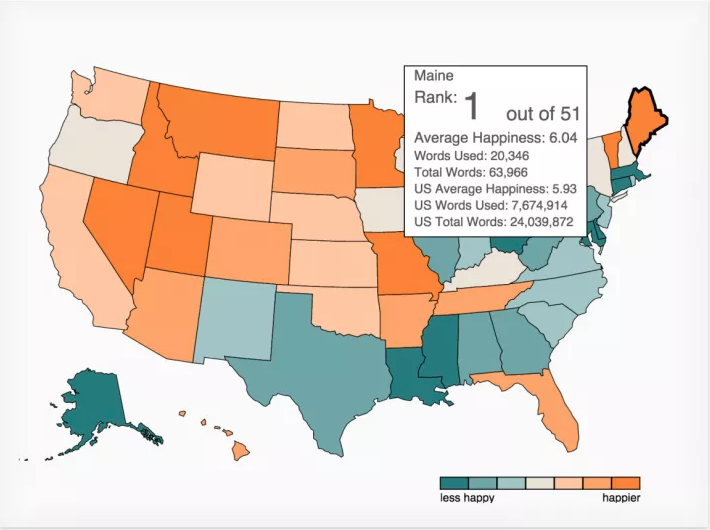 Maine
Rank: 1 out of 51
Average Happiness: 6.04
Words Used: 20,346
Total Words: 63,966
US Average Happiness: 5.93
US Words Used: 7,674,914
US Total Words: 24,039,872
less happy happier